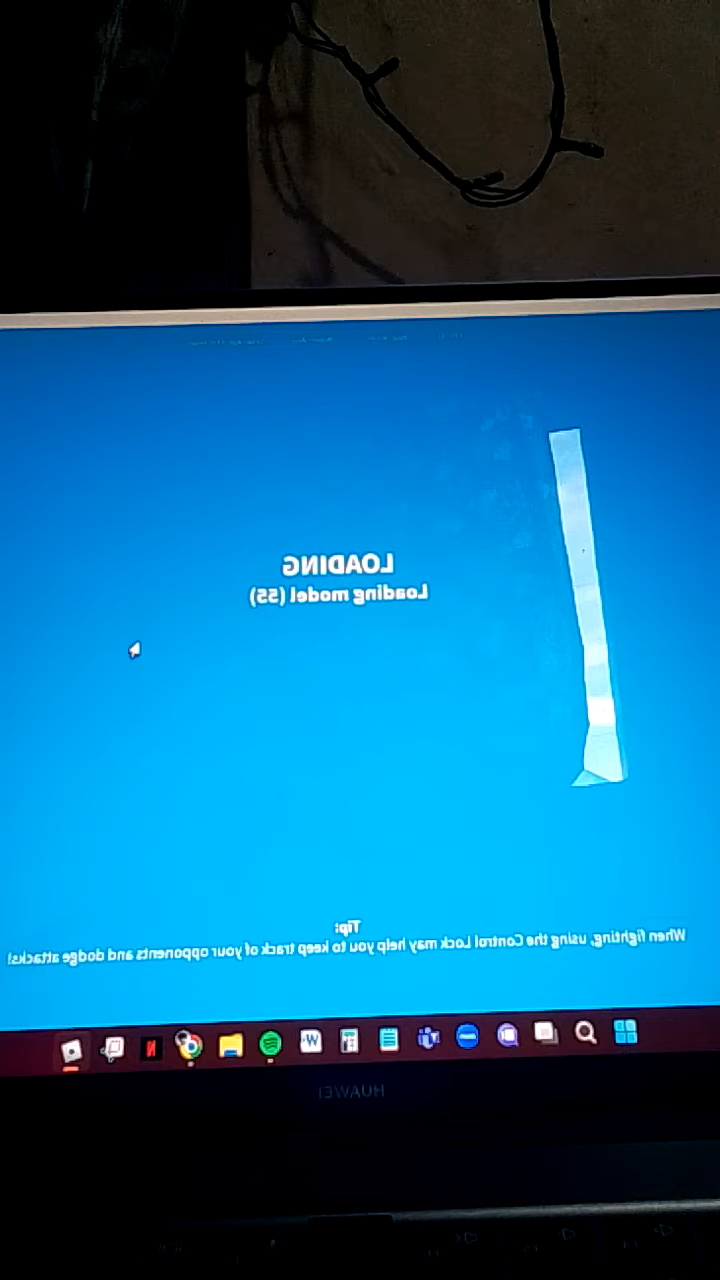 LOADING
Loading model (55)
Tip:
When fighting, using the Control Lock may help you to keep track of your opponents and dodge attacks!
HUAWEI